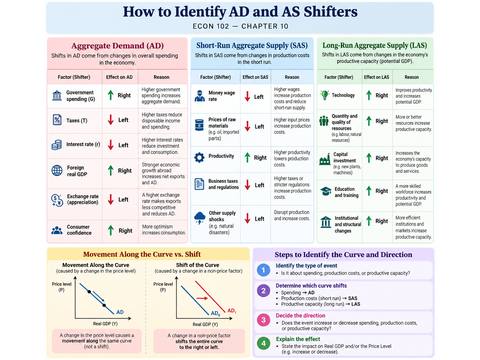 How to Identify AD and AS Shifters
ECON 102 — CHAPTER 10
Aggregate Demand (AD)
Shifts in AD come from changes in overall spending
in the economy.
Factor (Shifter) Effect on AD Reason
Government
spending (G)
Right
Higher government
spending increases
aggregate demand.
Taxes (T)
Left
Higher taxes reduce
disposable income
and spending.
Interest rate (r)
Left
Higher interest rates
reduce investment
and consumption.
Foreign
real GDP
Right
Stronger economic
growth abroad
increases net exports
and AD.
Exchange rate
(appreciation)
Left
A higher exchange
rate makes exports
less competitive
and reduces AD.
Consumer
confidence
Right
More optimism
increases consumption.
Short-Run Aggregate Supply (SAS)
Shifts in SAS come from changes in production costs
in the short run.
Factor (Shifter) Effect on SAS Reason
Money wage
rate
Left
Higher wages
increase production
costs and reduce
short-run supply.
Prices of raw
materials
(e.g. oil, imported
parts)
Left
Higher input prices
increase production
costs.
Productivity
Right
Higher productivity
lowers production
costs.
Business taxes
and regulations
Left
Higher taxes or
stricter regulations
increase production
costs.
Other supply
shocks
(e.g. natural
disasters)
Left
Disrupt production
and increase costs.
Long-Run Aggregate Supply (LAS)
Shifts in LAS come from changes in the economy's
productive capacity (potential GDP).
Factor (Shifter) Effect on LAS Reason
Technology
Right
Improves productivity
and increases
potential GDP.
Quantity and
quality of
resources
(e.g. labour, natural
resources)
Right
More or better
resources increase
productive capacity.
Capital
investment
(e.g. new plants,
machines)
Right
Increases the
economy's capacity
to produce goods
and services.
Education
and training
Right
A more skilled
workforce increases
productivity and
potential GDP.
Institutional
and structural
changes
Right
More efficient
institutions and
markets increase
productive capacity.
Movement Along the Curve vs. Shift
Movement Along the Curve
(caused by a change in the price level)
Price level
(P)
AD
Real GDP (Y)
A change in the price level causes a
movement along the same curve
(not a shift).
Shift of the Curve
(caused by a change in a non-price factor)
Price level
(P)
AD₀
AD₁
Real GDP (Y)
A change in a non-price factor
shifts the entire curve
to the right or left.
Steps to Identify the Curve and Direction
1 Identify the type of event
• Is it about spending, production costs, or productive capacity?
2 Determine which curve shifts
• Spending → AD
• Production costs (short run) → SAS
• Productive capacity (long run) → LAS
3 Decide the direction
• Does the event increase or decrease spending, production costs,
or productive capacity?
4 Explain the effect
• State the impact on Real GDP and/or the Price Level
(e.g. increase or decrease).